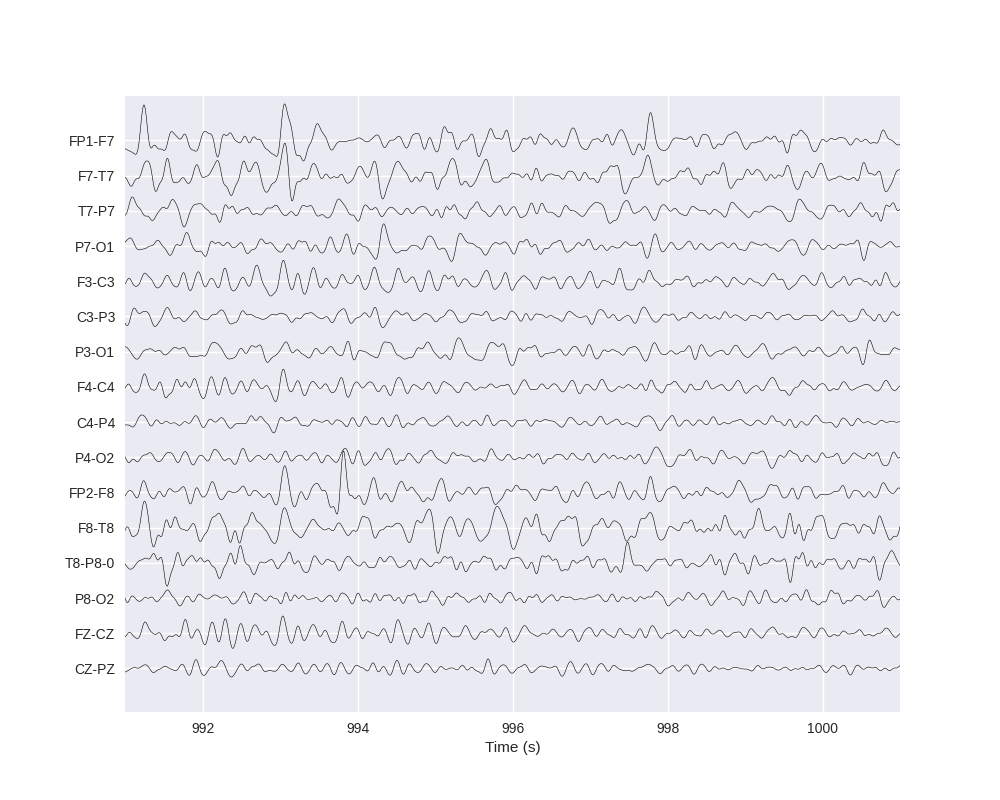 FP1-F7
F7-T7
T7-P7
P7-O1
F3-C3
C3-P3
P3-O1
F4-C4
C4-P4
P4-O2
FP2-F8
F8-T8
T8-P8-0
P8-O2
FZ-CZ
CZ-PZ
992 994 996 998 1000
Time (s)